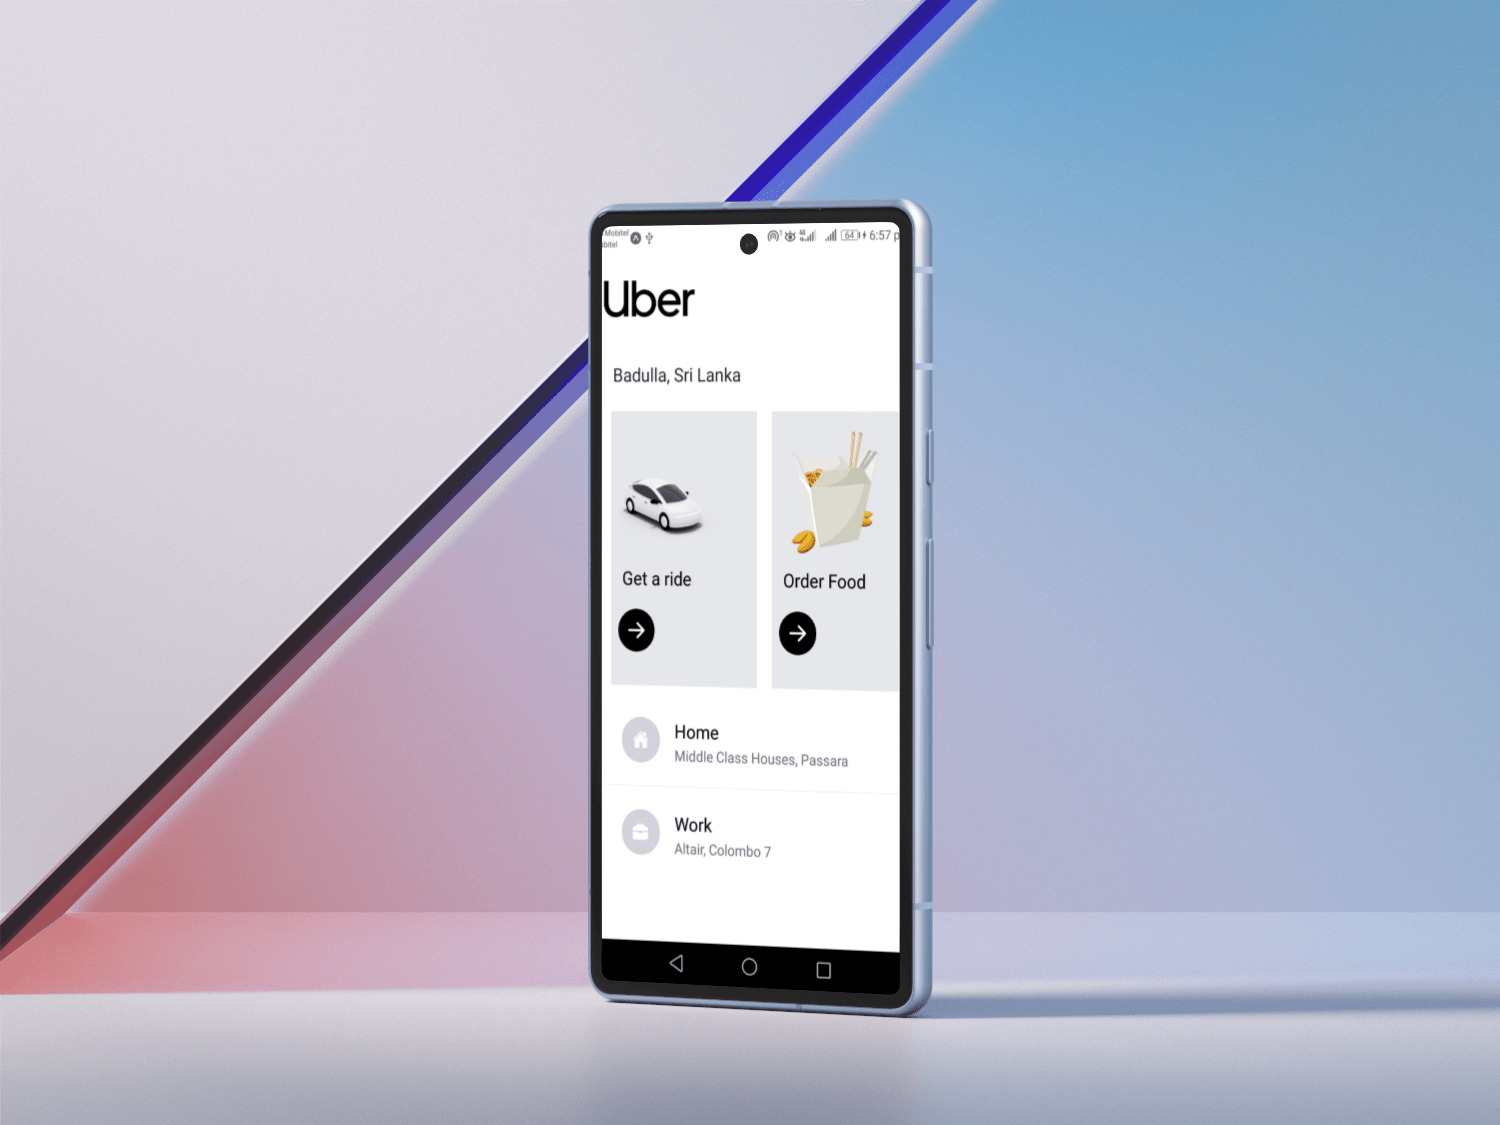 Mobitel
obitel
64 6:57 p
Uber
Badulla, Sri Lanka
Get a ride
Order Food
Home
Middle Class Houses, Passara
Work
Altair, Colombo 7